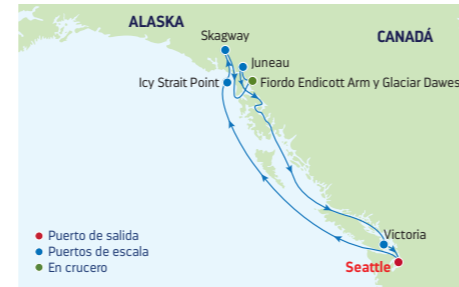 ALASKA
CANADÁ
Skagway
Juneau
Icy Strait Point
Fiordo Endicott Arm y Glaciar Dawes
Puerto de salida
Puertos de escala
En crucero
Victoria
Seattle